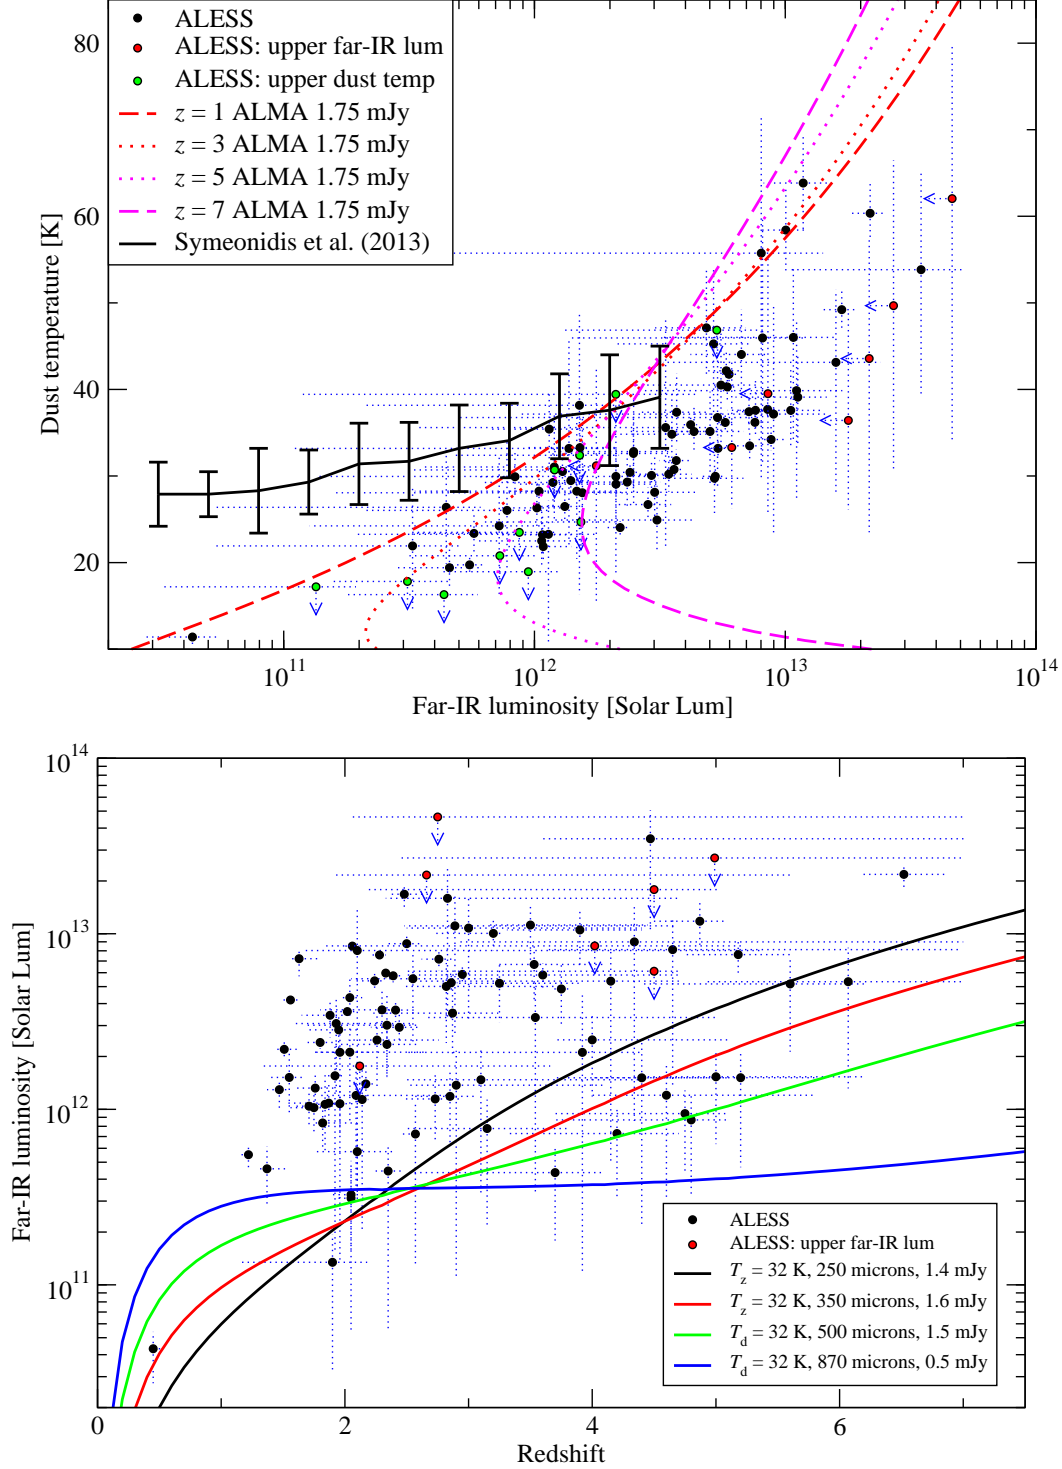 80
60
40
20
Dust temperature [K]
ALESS
ALESS: upper far-IR lum
ALESS: upper dust temp
z = 1 ALMA 1.75 mJy
z = 3 ALMA 1.75 mJy
z = 5 ALMA 1.75 mJy
z = 7 ALMA 1.75 mJy
Symeonidis et al. (2013)
10^11
10^12
10^13
10^14
Far-IR luminosity [Solar Lum]
10^14
10^13
10^12
10^11
Far-IR luminosity [Solar Lum]
ALESS
ALESS: upper far-IR lum
T_z = 32 K, 250 microns, 1.4 mJy
T_z = 32 K, 350 microns, 1.6 mJy
T_d = 32 K, 500 microns, 1.5 mJy
T_d = 32 K, 870 microns, 0.5 mJy
0
2
4
6
Redshift